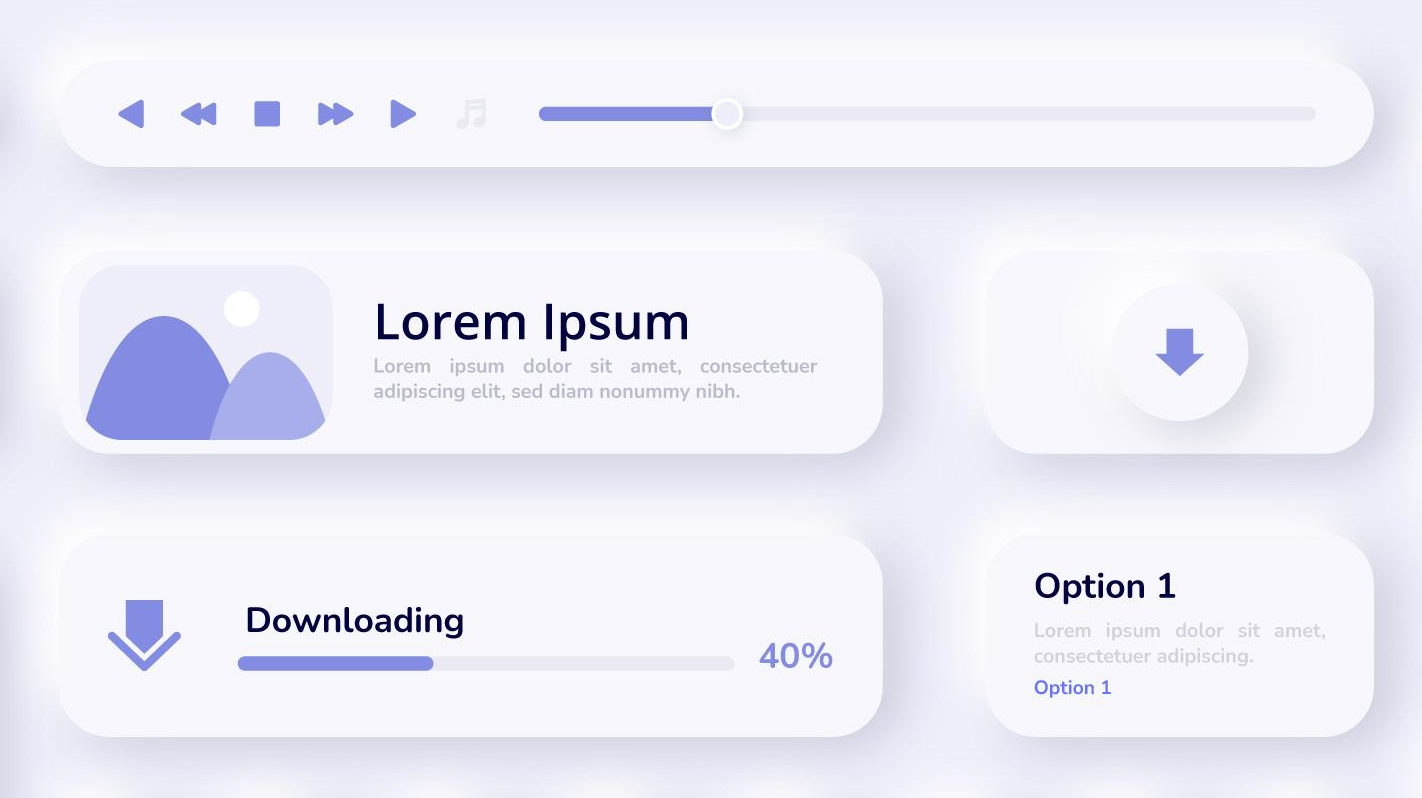 Lorem Ipsum
Lorem ipsum dolor sit amet, consectetuer
adipiscing elit, sed diam nonummy nibh.
Downloading
40%
Option 1
Lorem ipsum dolor sit amet,
consectetuer adipiscing.
Option 1